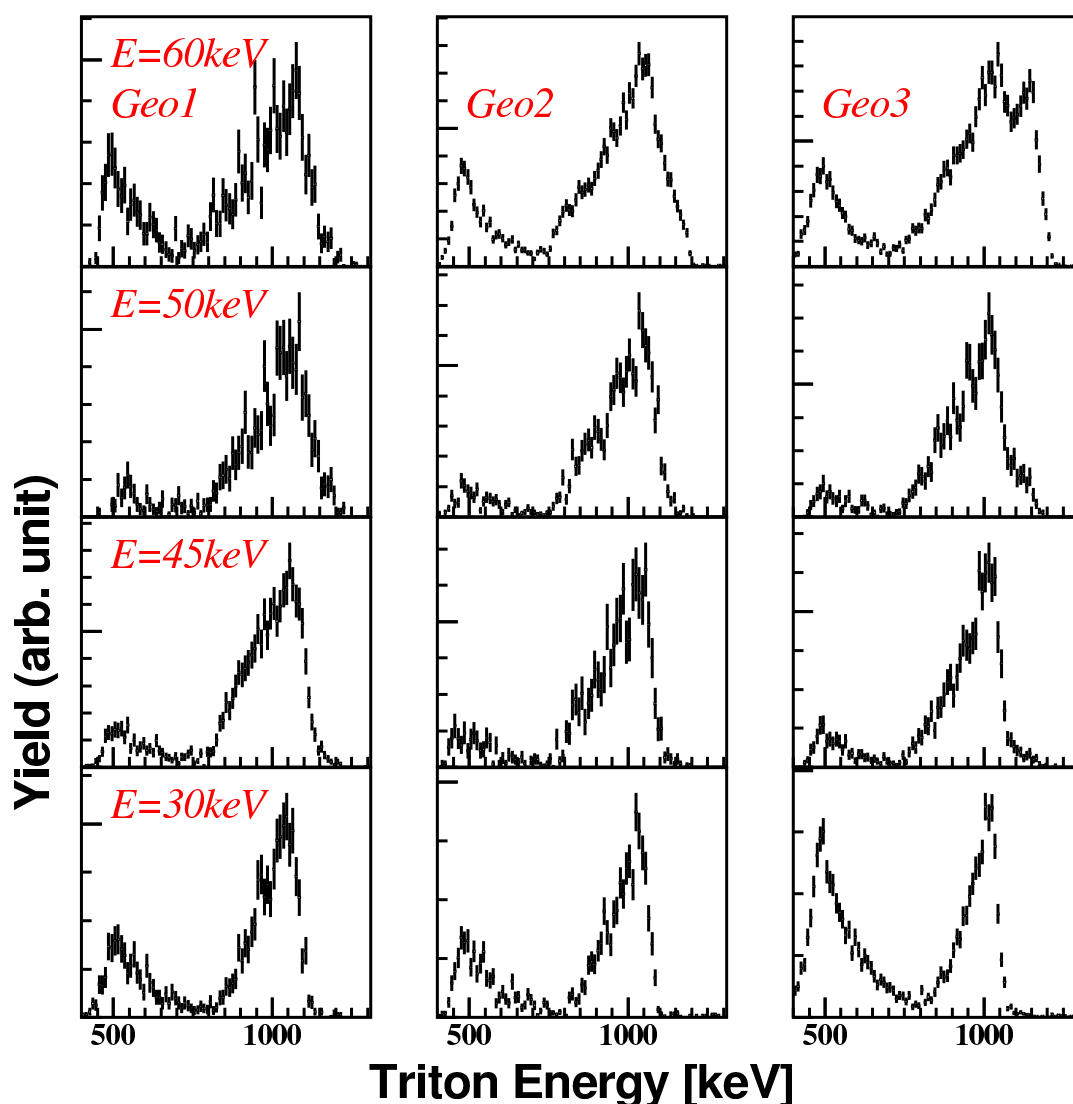 E=60keV
Geo1
Geo2
Geo3
E=50keV
E=45keV
E=30keV
500 1000
500 1000
500 1000
Yield (arb. unit)
Triton Energy [keV]